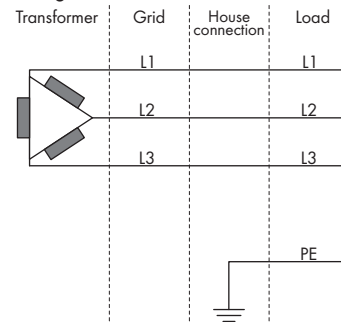 Transformer Grid House Load
connection
L1 L1
L2 L2
L3 L3
PE